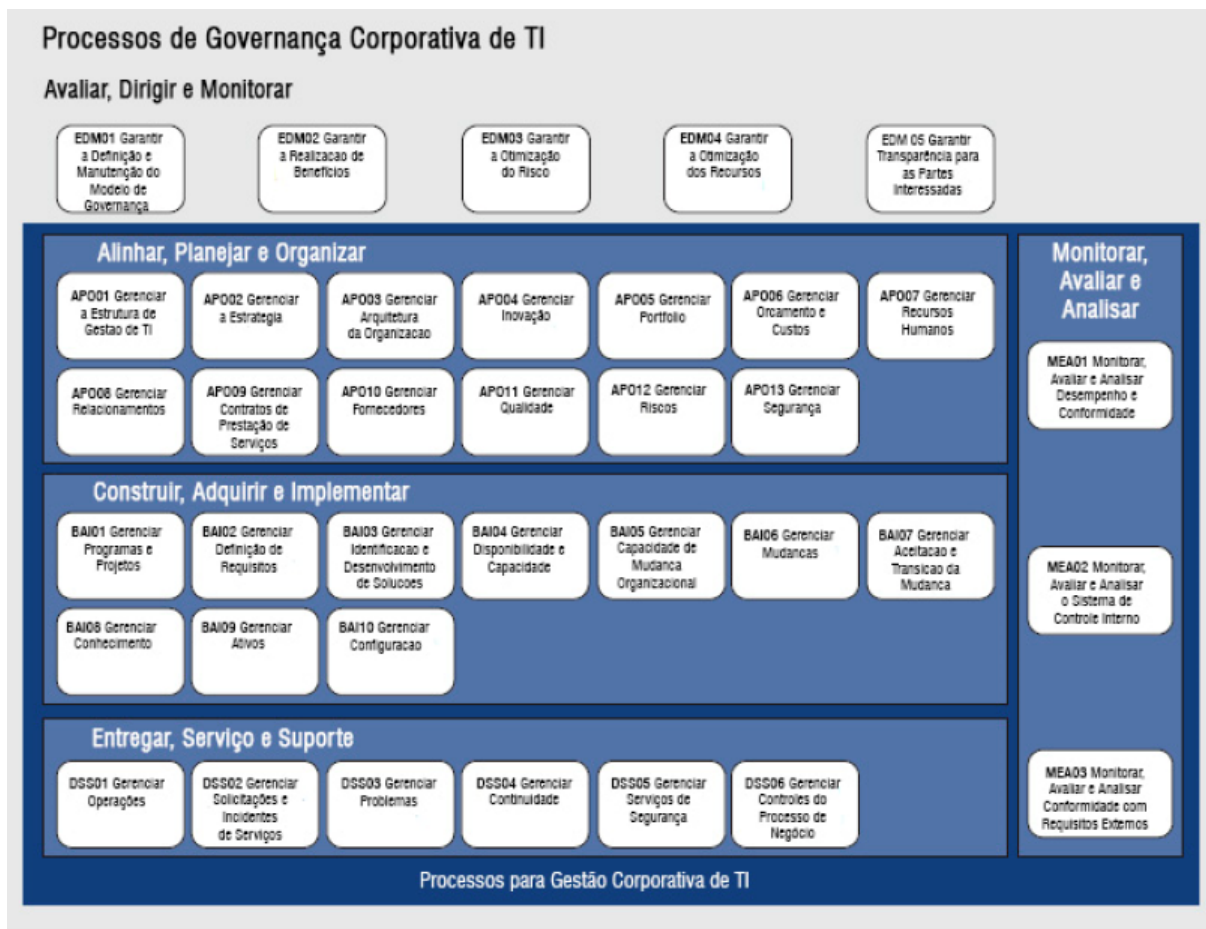 Processos de Governança Corporativa de TI
Avaliar, Dirigir e Monitorar
EDM01 Garantir
a Definição e
Manutenção do
Modelo de
Governança
EDM02 Garantir
a Realizacao de
Benefícios
EDM03 Garantir
a Otimização
do Risco
EDM04 Garantir
a Otimização
dos Recursos
EDM 05 Garantir
Transparência para
as Partes
Interessadas
Alinhar, Planejar e Organizar
APO01 Gerenciar
a Estrutura de
Gestao de TI
APO02 Gerenciar
a Estrategia
APO03 Gerenciar
Arquitetura
da Organizacao
APO04 Gerenciar
Inovação
APO05 Gerenciar
Portfolio
APO06 Gerenciar
Orcamento e
Custos
APO07 Gerenciar
Recursos
Humanos
APO08 Gerenciar
Relacionamentos
APO09 Gerenciar
Contratos de
Prestação de
Serviços
APO10 Gerenciar
Fornecedores
APO11 Gerenciar
Qualidade
APO12 Gerenciar
Riscos
APO13 Gerenciar
Segurança
Construir, Adquirir e Implementar
BAI01 Gerenciar
Programas e
Projetos
BAI02 Gerenciar
Definição de
Requisitos
BAI03 Gerenciar
Identificacao e
Desenvolvimento
de Solucoes
BAI04 Gerenciar
Disponibilidade e
Capacidade
BAI05 Gerenciar
Capacidade de
Mudanca
Organizacional
BAI06 Gerenciar
Mudancas
BAI07 Gerenciar
Aceitacao e
Transicao da
Mudanca
BAI08 Gerenciar
Conhecimento
BAI09 Gerenciar
Ativos
BAI10 Gerenciar
Configuracao
Entregar, Serviço e Suporte
DSS01 Gerenciar
Operações
DSS02 Gerenciar
Solicitações e
Incidentes
de Serviços
DSS03 Gerenciar
Problemas
DSS04 Gerenciar
Continuidade
DSS05 Gerenciar
Serviços de
Segurança
DSS06 Gerenciar
Controles do
Processo de
Negócio
Monitorar,
Avaliar e
Analisar
MEA01 Monitorar,
Avaliar e Analisar
Desempenho e
Conformidade
MEA02 Monitorar,
Avaliar e Analisar
o Sistema de
Controle Interno
MEA03 Monitorar,
Avaliar e Analisar
Conformidade com
Requisitos Externos
Processos para Gestão Corporativa de TI